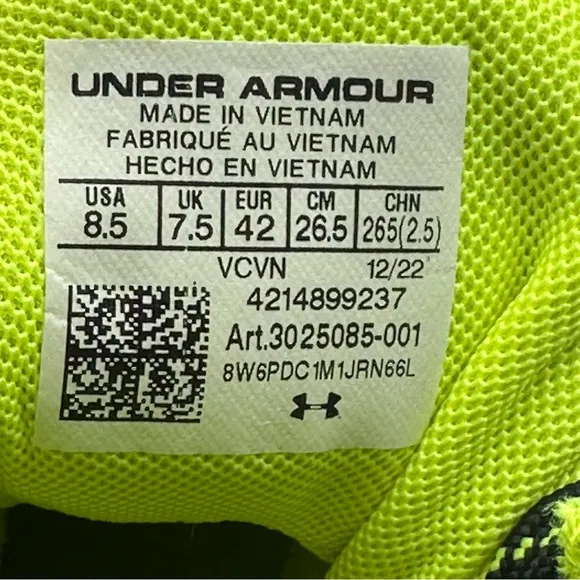 UNDER ARMOUR
MADE IN VIETNAM
FABRIQUÉ AU VIETNAM
HECHO EN VIETNAM
USA UK EUR CM CHN
8.5 7.5 42 26.5 265(2.5)
VCVN 12/22
4214899237
Art.3025085-001
8W6PDC1M1JRN66L